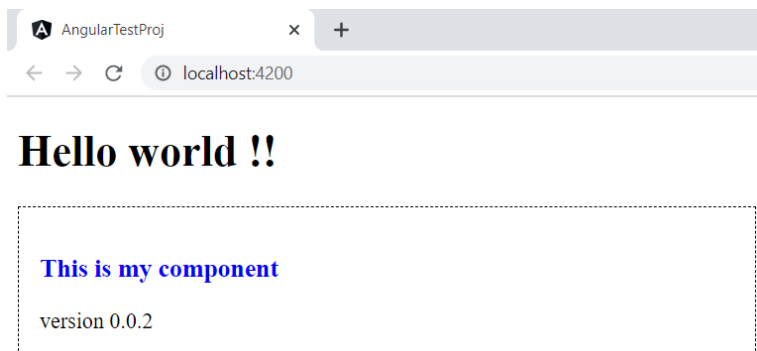 AngularTestProj
localhost:4200
Hello world !!
This is my component
version 0.0.2